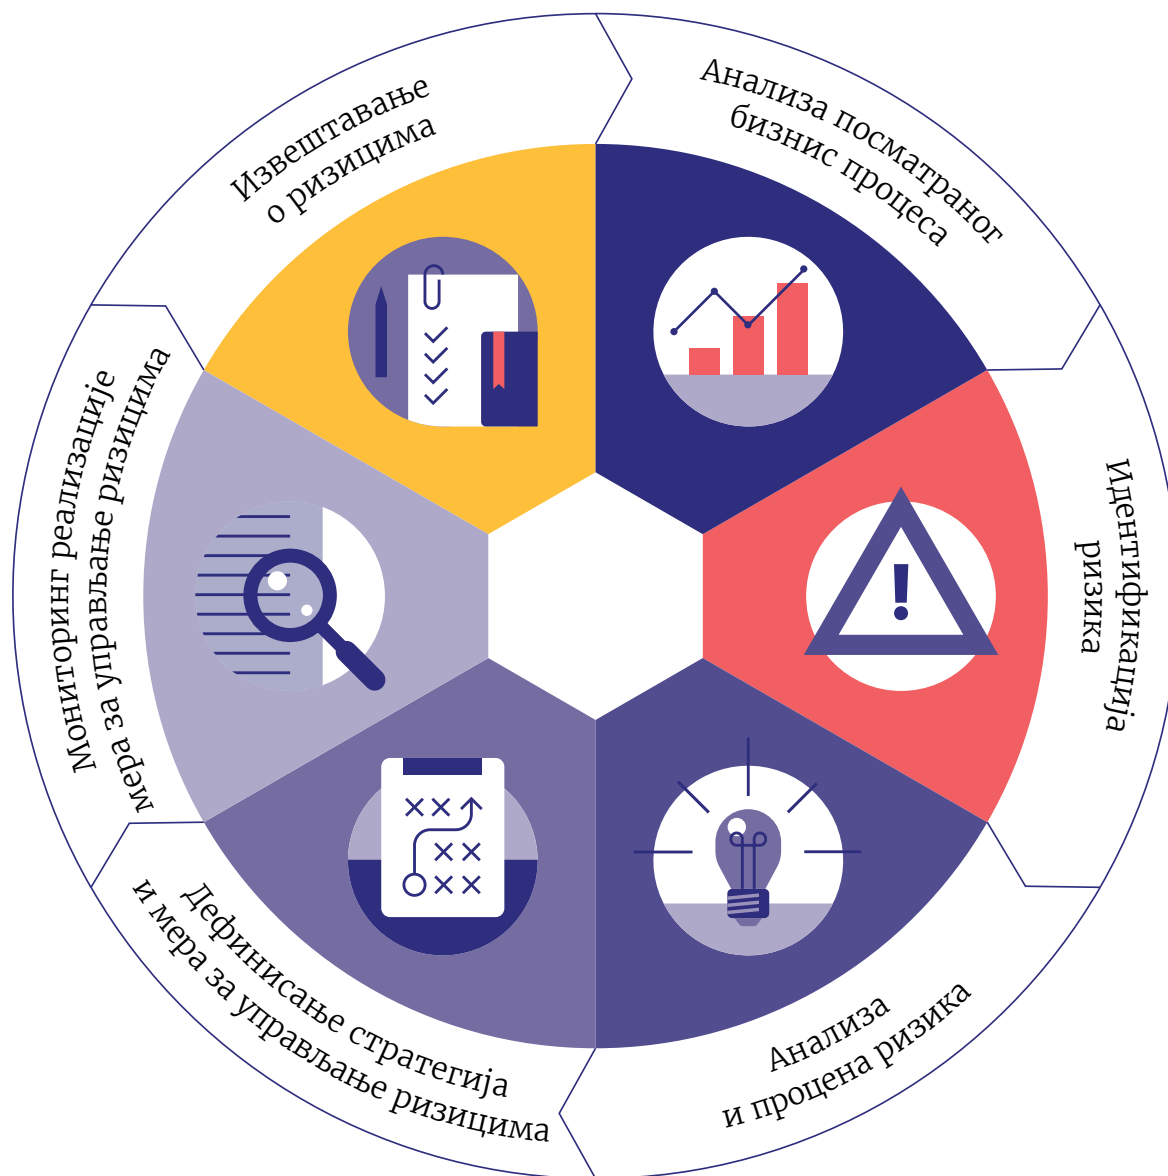 Анализа посматраног
бизнис процеса
Идентификација
ризика
Анализа
и процена ризика
Дефинисање стратегија
и мера за управљање ризицима
Мониторинг реализације
мера за управљање ризицима
Извештавање
о ризицима